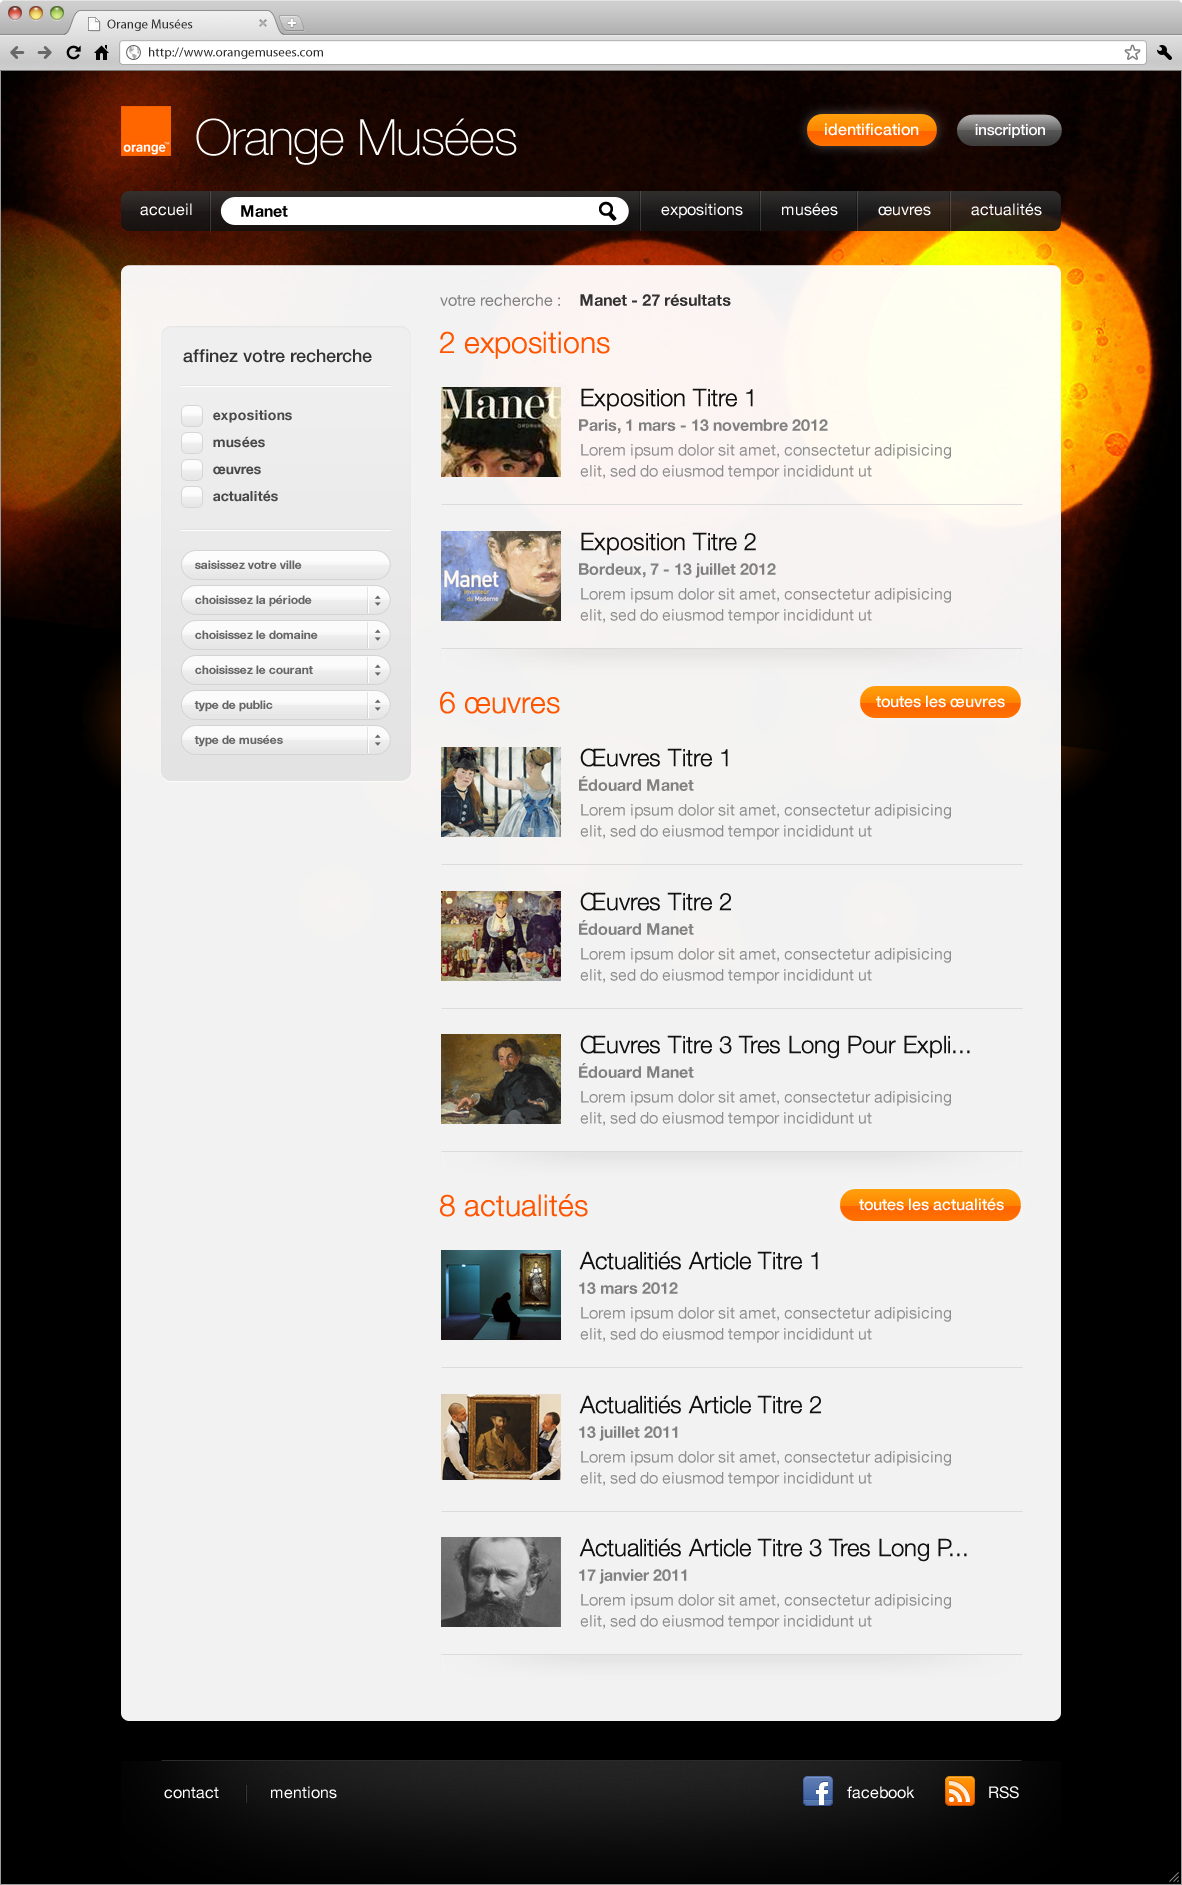 Orange Musées
http://www.orangemusees.com
orange™
Orange Musées
identification
inscription
accueil
Manet
expositions
musées
œuvres
actualités
votre recherche : Manet - 27 résultats
affinez votre recherche
expositions
musées
œuvres
actualités
saisissez votre ville
choisissez la période
choisissez le domaine
choisissez le courant
type de public
type de musées
2 expositions
Manet
Exposition Titre 1
Paris, 1 mars - 13 novembre 2012
Lorem ipsum dolor sit amet, consectetur adipisicing
elit, sed do eiusmod tempor incididunt ut
Manet
inventeur
du Moderne
Exposition Titre 2
Bordeux, 7 - 13 juillet 2012
Lorem ipsum dolor sit amet, consectetur adipisicing
elit, sed do eiusmod tempor incididunt ut
6 œuvres
toutes les œuvres
Œuvres Titre 1
Édouard Manet
Lorem ipsum dolor sit amet, consectetur adipisicing
elit, sed do eiusmod tempor incididunt ut
Œuvres Titre 2
Édouard Manet
Lorem ipsum dolor sit amet, consectetur adipisicing
elit, sed do eiusmod tempor incididunt ut
Œuvres Titre 3 Tres Long Pour Expli...
Édouard Manet
Lorem ipsum dolor sit amet, consectetur adipisicing
elit, sed do eiusmod tempor incididunt ut
8 actualités
toutes les actualités
Actualitiés Article Titre 1
13 mars 2012
Lorem ipsum dolor sit amet, consectetur adipisicing
elit, sed do eiusmod tempor incididunt ut
Actualitiés Article Titre 2
13 juillet 2011
Lorem ipsum dolor sit amet, consectetur adipisicing
elit, sed do eiusmod tempor incididunt ut
Actualitiés Article Titre 3 Tres Long P...
17 janvier 2011
Lorem ipsum dolor sit amet, consectetur adipisicing
elit, sed do eiusmod tempor incididunt ut
contact
mentions
facebook
RSS